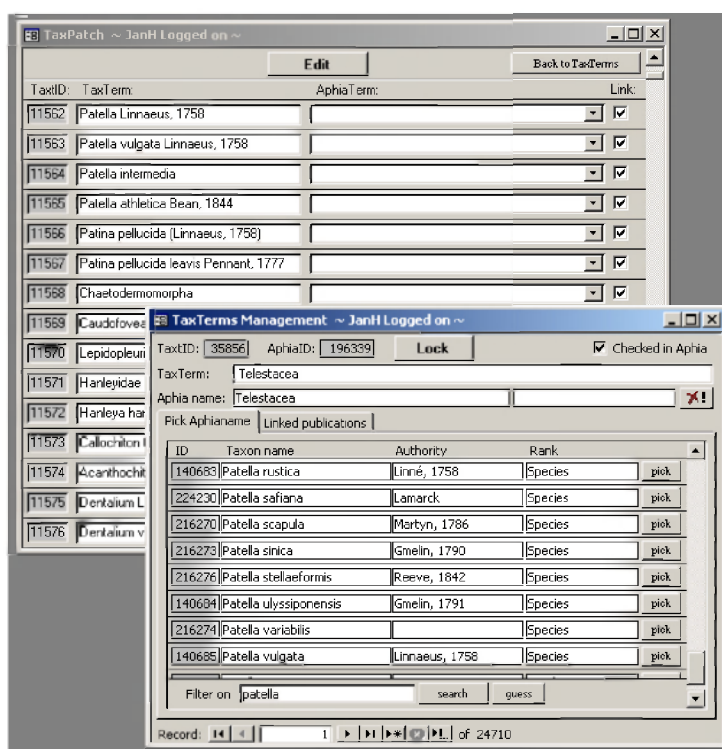 TaxPatch ~ JanH Logged on ~
Edit Back to TaxTerms
TaxtID: TaxTerm: AphiaTerm: Link:
11562 Patella Linnaeus, 1758
11563 Patella vulgata Linnaeus, 1758
11564 Patella intermedia
11565 Patella athletica Bean, 1844
11566 Patina pellucida (Linnaeus, 1758)
11567 Patina pellucida leavis Pennant, 1777
11568 Chaetodermomorpha
11569 Caudofovea
11570 Lepidopleuri
11571 Hanleyidae
11572 Hanleya har
11573 Callochiton
11574 Acanthochit
11575 Dentalium L
11576 Dentalium v
TaxTerms Management ~ JanH Logged on ~
TaxtID: 35856 AphiaID: 196339 Lock Checked in Aphia
TaxTerm: Telestacea
Aphia name: Telestacea !
Pick Aphianame Linked publications
ID Taxon name Authority Rank
140683 Patella rustica Linné, 1758 Species pick
224230 Patella safiana Lamarck Species pick
216270 Patella scapula Martyn, 1786 Species pick
216273 Patella sinica Gmelin, 1790 Species pick
216276 Patella stellaeformis Reeve, 1842 Species pick
140684 Patella ulyssiponensis Gmelin, 1791 Species pick
216274 Patella variabilis Species pick
140685 Patella vulgata Linnaeus, 1758 Species pick
Filter on patella search guess
Record: 1 of 24710